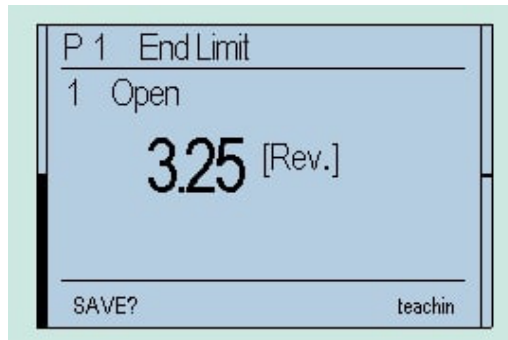 P 1 End Limit
1 Open
3.25 [Rev.]
SAVE? teachin